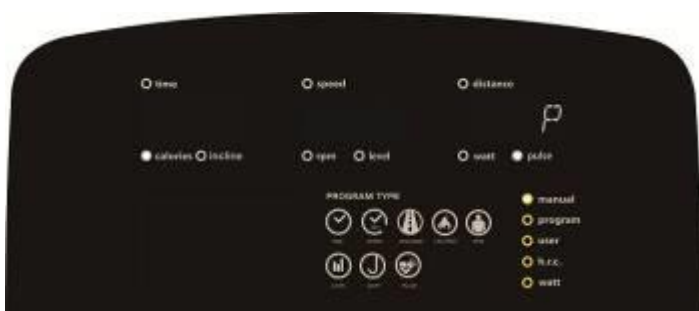 time speed distance
P
calories incline rpm level watt pulse
PROGRAM TYPE
manual
program
user
h.r.c.
watt